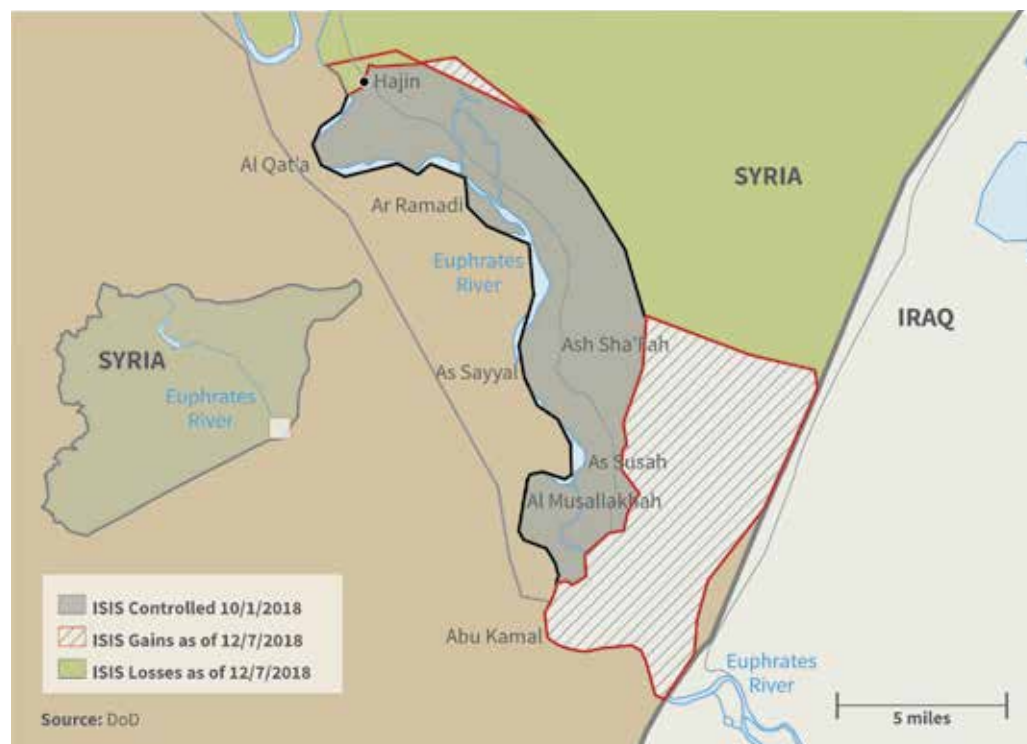 Hajin
Al Qat'a
SYRIA
Ar Ramadi
Euphrates
River
IRAQ
Ash Sha'fah
SYRIA
As Sayyal
Euphrates
River
As Susah
Al Musallakhah
ISIS Controlled 10/1/2018
ISIS Gains as of 12/7/2018
ISIS Losses as of 12/7/2018
Abu Kamal
Euphrates
River
5 miles
Source: DoD